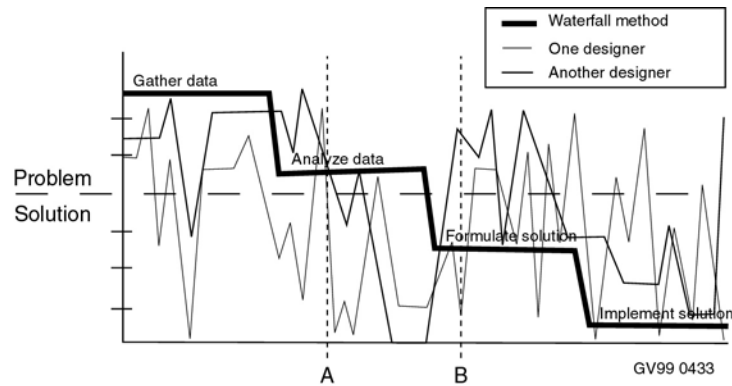 Waterfall method
One designer
Another designer
Gather data
Analyze data
Problem
Solution
Formulate solution
Implement solution
A
B
GV99 0433